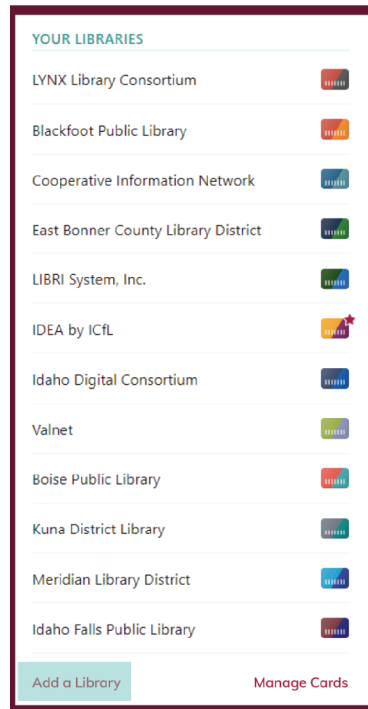 YOUR LIBRARIES
LYNX Library Consortium
Blackfoot Public Library
Cooperative Information Network
East Bonner County Library District
LIBRI System, Inc.
IDEA by ICfL
Idaho Digital Consortium
Valnet
Boise Public Library
Kuna District Library
Meridian Library District
Idaho Falls Public Library
Add a Library Manage Cards